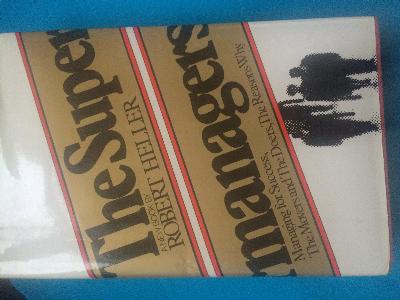 The Super
A NEW BOOK BY
ROBERT HELLER
managers
Managing for Success,
The Movers and The Doers, The Reasons Why